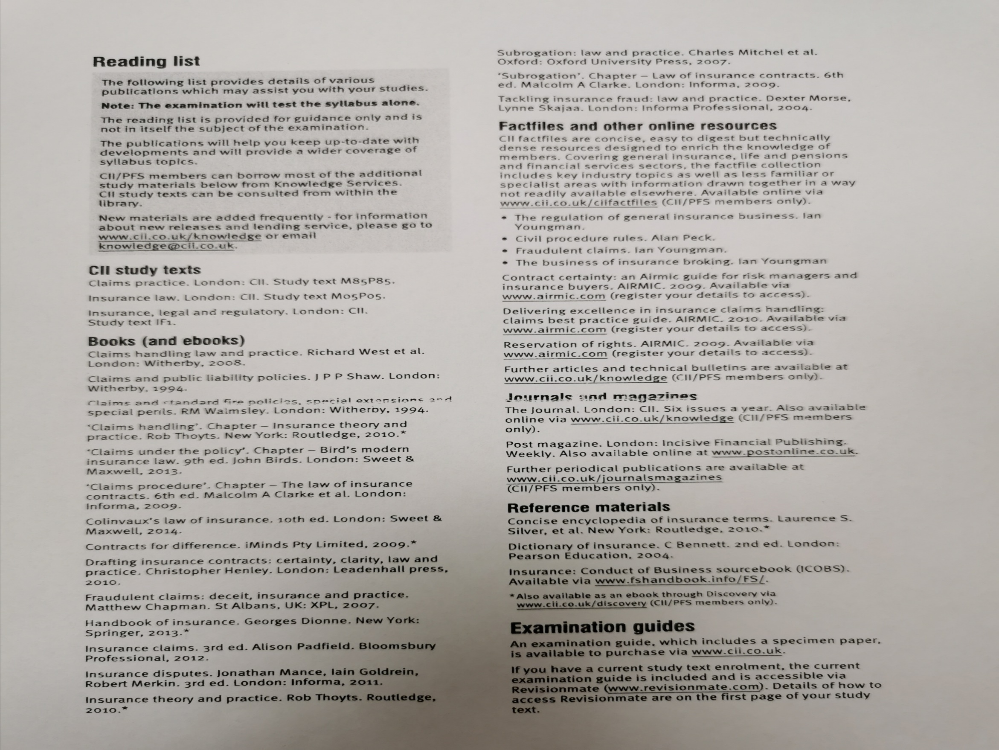 Reading list
The following list provides details of various
publications which may assist you with your studies.
Note: The examination will test the syllabus alone.
The reading list is provided for guidance only and is
not in itself the subject of the examination.
The publications will help you keep up-to-date with
developments and will provide a wider coverage of
syllabus topics.
CII/PFS members can borrow most of the additional
study materials below from Knowledge Services.
CII study texts can be consulted from within the
library.
New materials are added frequently - for information
about new releases and lending service, please go to
www.cii.co.uk/knowledge or email
knowledge@cii.co.uk.
CII study texts
Claims practice. London: CII. Study text M85P85.
Insurance law. London: CII. Study text M05P05.
Insurance, legal and regulatory. London: CII.
Study text IF1.
Books (and ebooks)
Claims handling law and practice. Richard West et al.
London: Witherby, 2008.
Claims and public liability policies. J P P Shaw. London:
Witherby, 1994.
Claims and standard fire policies, special extensions and
special perils. RM Walmsley. London: Witherby, 1994.
‘Claims handling’. Chapter – Insurance theory and
practice. Rob Thoyts. New York: Routledge, 2010.*
‘Claims under the policy’. Chapter – Bird’s modern
insurance law. 9th ed. John Birds. London: Sweet &
Maxwell, 2013.
‘Claims procedure’. Chapter – The law of insurance
contracts. 6th ed. Malcolm A Clarke et al. London:
Informa, 2009.
Colinvaux’s law of insurance. 10th ed. London: Sweet &
Maxwell, 2014.
Contracts for difference. iMinds Pty Limited, 2009.*
Drafting insurance contracts: certainty, clarity, law and
practice. Christopher Henley. London: Leadenhall press,
2010.
Fraudulent claims: deceit, insurance and practice.
Matthew Chapman. St Albans, UK: XPL, 2007.
Handbook of insurance. Georges Dionne. New York:
Springer, 2013.*
Insurance claims. 3rd ed. Alison Padfield. Bloomsbury
Professional, 2012.
Insurance disputes. Jonathan Mance, Iain Goldrein,
Robert Merkin. 3rd ed. London: Informa, 2011.
Insurance theory and practice. Rob Thoyts. Routledge,
2010.*
Subrogation: law and practice. Charles Mitchel et al.
Oxford: Oxford University Press, 2007.
‘Subrogation’. Chapter – Law of insurance contracts. 6th
ed. Malcolm A Clarke. London: Informa, 2009.
Tackling insurance fraud: law and practice. Dexter Morse,
Lynne Skajaa. London: Informa Professional, 2004.
Factfiles and other online resources
CII factfiles are concise, easy to digest but technically
dense resources designed to enrich the knowledge of
members. Covering general insurance, life and pensions
and financial services sectors, the factfile collection
includes key industry topics as well as less familiar or
specialist areas with information drawn together in a way
not readily available elsewhere. Available online via
www.cii.co.uk/ciifactfiles (CII/PFS members only).
• The regulation of general insurance business. Ian
Youngman.
• Civil procedure rules. Alan Peck.
• Fraudulent claims. Ian Youngman.
• The business of insurance broking. Ian Youngman
Contract certainty: an Airmic guide for risk managers and
insurance buyers. AIRMIC. 2009. Available via
www.airmic.com (register your details to access).
Delivering excellence in insurance claims handling:
claims best practice guide. AIRMIC. 2010. Available via
www.airmic.com (register your details to access).
Reservation of rights. AIRMIC. 2009. Available via
www.airmic.com (register your details to access).
Further articles and technical bulletins are available at
www.cii.co.uk/knowledge (CII/PFS members only).
Journals and magazines
The Journal. London: CII. Six issues a year. Also available
online via www.cii.co.uk/knowledge (CII/PFS members
only).
Post magazine. London: Incisive Financial Publishing.
Weekly. Also available online at www.postonline.co.uk.
Further periodical publications are available at
www.cii.co.uk/journalsmagazines
(CII/PFS members only).
Reference materials
Concise encyclopedia of insurance terms. Laurence S.
Silver, et al. New York: Routledge, 2010.*
Dictionary of insurance. C Bennett. 2nd ed. London:
Pearson Education, 2004.
Insurance: Conduct of Business sourcebook (ICOBS).
Available via www.fshandbook.info/FS/.
* Also available as an ebook through Discovery via
www.cii.co.uk/discovery (CII/PFS members only).
Examination guides
An examination guide, which includes a specimen paper,
is available to purchase via www.cii.co.uk.
If you have a current study text enrolment, the current
examination guide is included and is accessible via
Revisionmate (www.revisionmate.com). Details of how to
access Revisionmate are on the first page of your study
text.